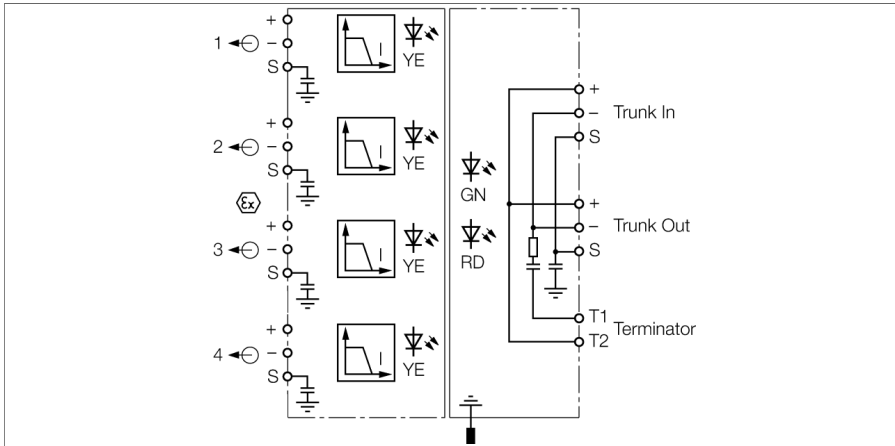 +
1
−
S
I
YE
+
2
−
S
I
YE
Ex
+
3
−
S
I
YE
+
4
−
S
I
YE
GN
RD
+
− Trunk In
S
+
− Trunk Out
S
T1
Terminator
T2